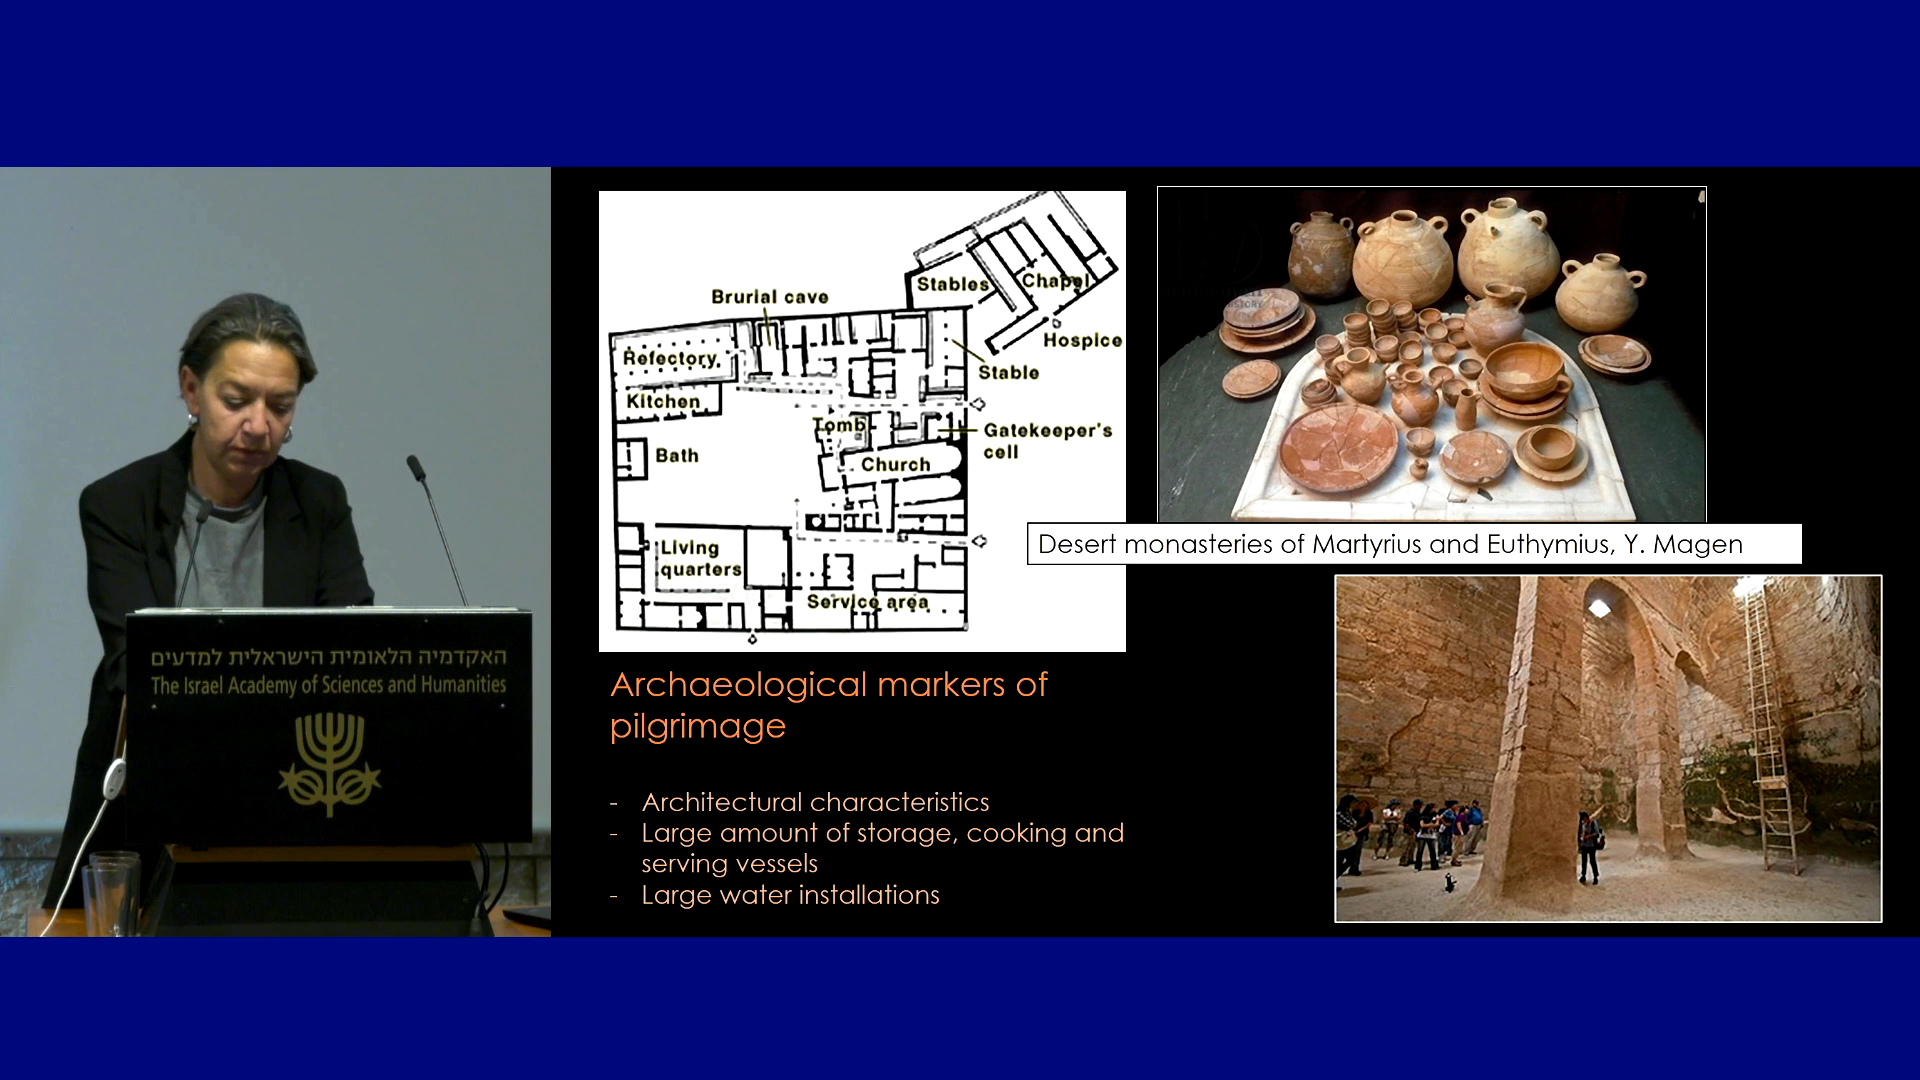 האקדמיה הלאומית הישראלית למדעים
The Israel Academy of Sciences and Humanities
Stables
Chapel
Brurial cave
Hospice
Refectory
Stable
Kitchen
Tomb
Gatekeeper's
cell
Bath
Church
Living
quarters
Service area
Desert monasteries of Martyrius and Euthymius, Y. Magen
Archaeological markers of
pilgrimage
- Architectural characteristics
- Large amount of storage, cooking and
serving vessels
- Large water installations